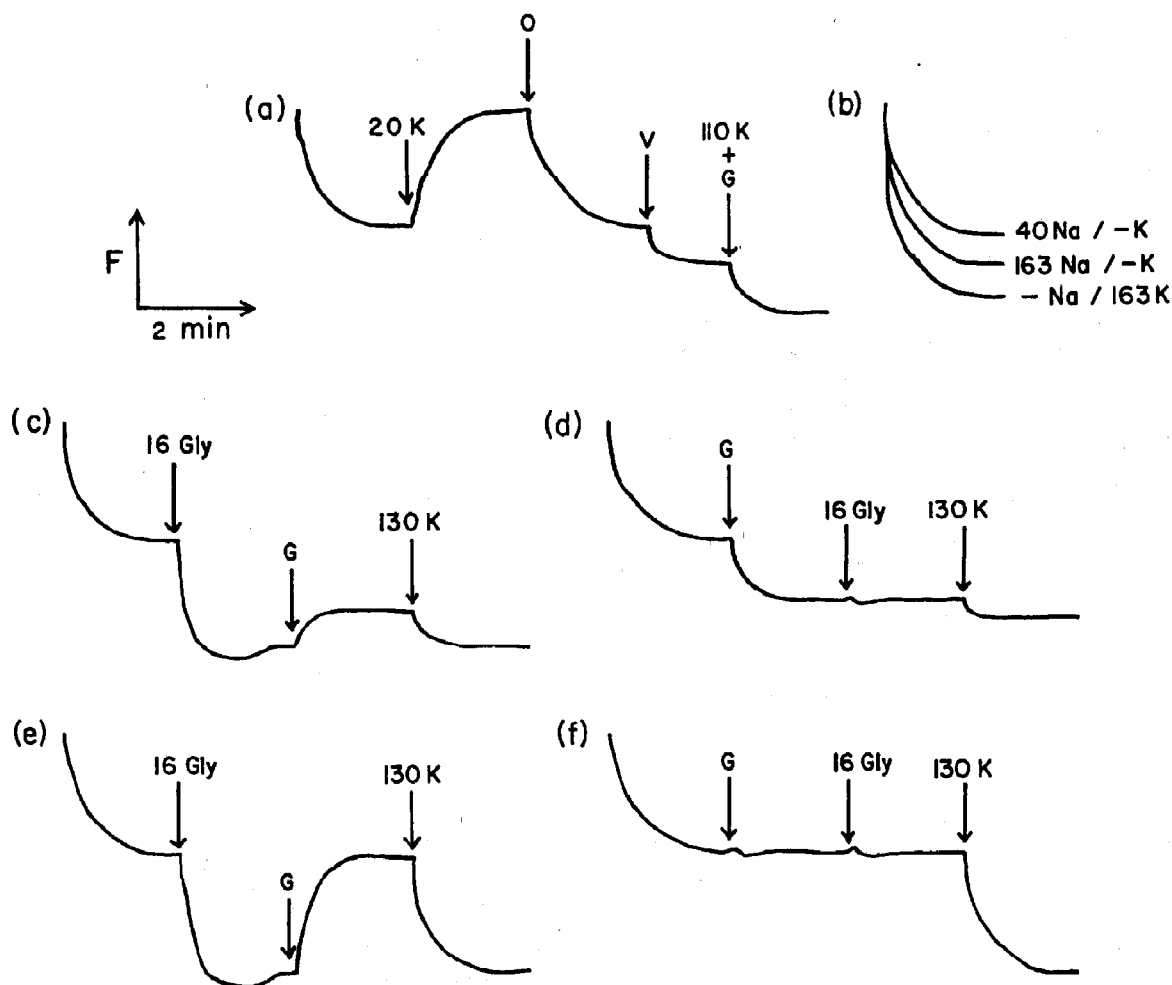 O
(a)
20 K
V
110 K
+
G
(b)
40 Na / -K
163 Na / -K
- Na / 163 K
F
2 min
(c)
16 Gly
G
130 K
(d)
G
16 Gly
130 K
(e)
16 Gly
G
130 K
(f)
G
16 Gly
130 K